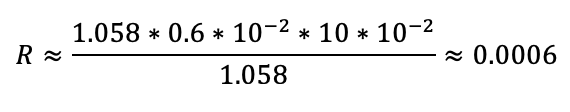 R ≈ 1.058 * 0.6 * 10⁻² * 10 * 10⁻² / 1.058 ≈ 0.0006